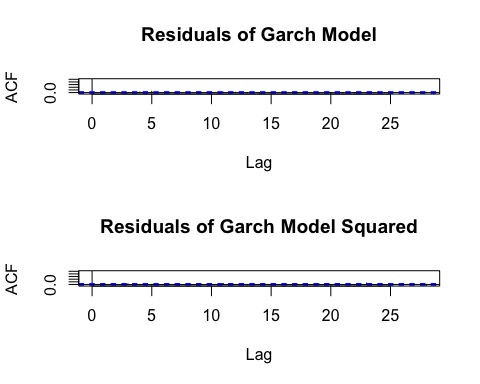 Residuals of Garch Model
ACF
0.0
0 5 10 15 20 25
Lag
Residuals of Garch Model Squared
ACF
0.0
0 5 10 15 20 25
Lag